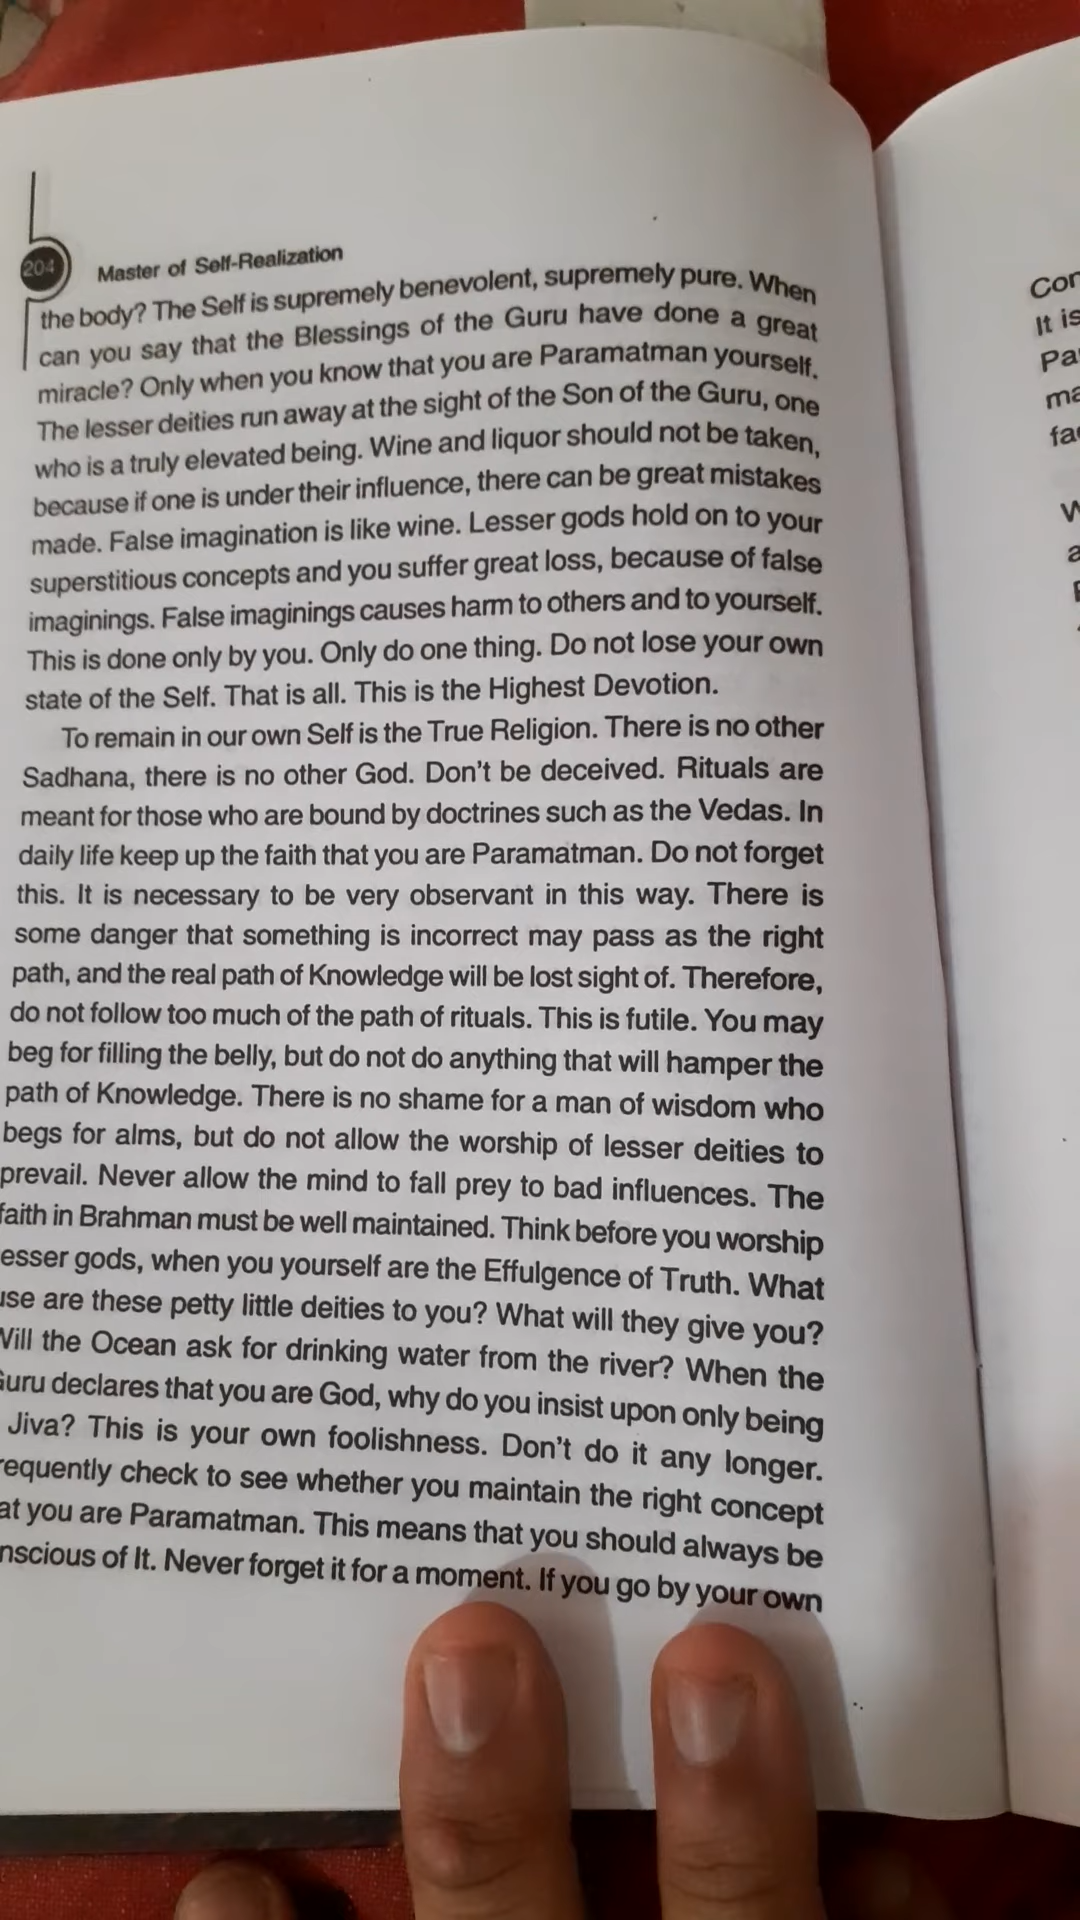 204
Master of Self-Realization
the body? The Self is supremely benevolent, supremely pure. When
can you say that the Blessings of the Guru have done a great
miracle? Only when you know that you are Paramatman yourself.
The lesser deities run away at the sight of the Son of the Guru, one
who is a truly elevated being. Wine and liquor should not be taken,
because if one is under their influence, there can be great mistakes
made. False imagination is like wine. Lesser gods hold on to your
superstitious concepts and you suffer great loss, because of false
imaginings. False imaginings causes harm to others and to yourself.
This is done only by you. Only do one thing. Do not lose your own
state of the Self. That is all. This is the Highest Devotion.
To remain in our own Self is the True Religion. There is no other
Sadhana, there is no other God. Don't be deceived. Rituals are
meant for those who are bound by doctrines such as the Vedas. In
daily life keep up the faith that you are Paramatman. Do not forget
this. It is necessary to be very observant in this way. There is
some danger that something is incorrect may pass as the right
path, and the real path of Knowledge will be lost sight of. Therefore,
do not follow too much of the path of rituals. This is futile. You may
beg for filling the belly, but do not do anything that will hamper the
path of Knowledge. There is no shame for a man of wisdom who
begs for alms, but do not allow the worship of lesser deities to
prevail. Never allow the mind to fall prey to bad influences. The
faith in Brahman must be well maintained. Think before you worship
esser gods, when you yourself are the Effulgence of Truth. What
use are these petty little deities to you? What will they give you?
Will the Ocean ask for drinking water from the river? When the
Guru declares that you are God, why do you insist upon only being
Jiva? This is your own foolishness. Don't do it any longer.
requently check to see whether you maintain the right concept
at you are Paramatman. This means that you should always be
nscious of It. Never forget it for a moment. If you go by your own
Cor
It is
Pa
ma
fa